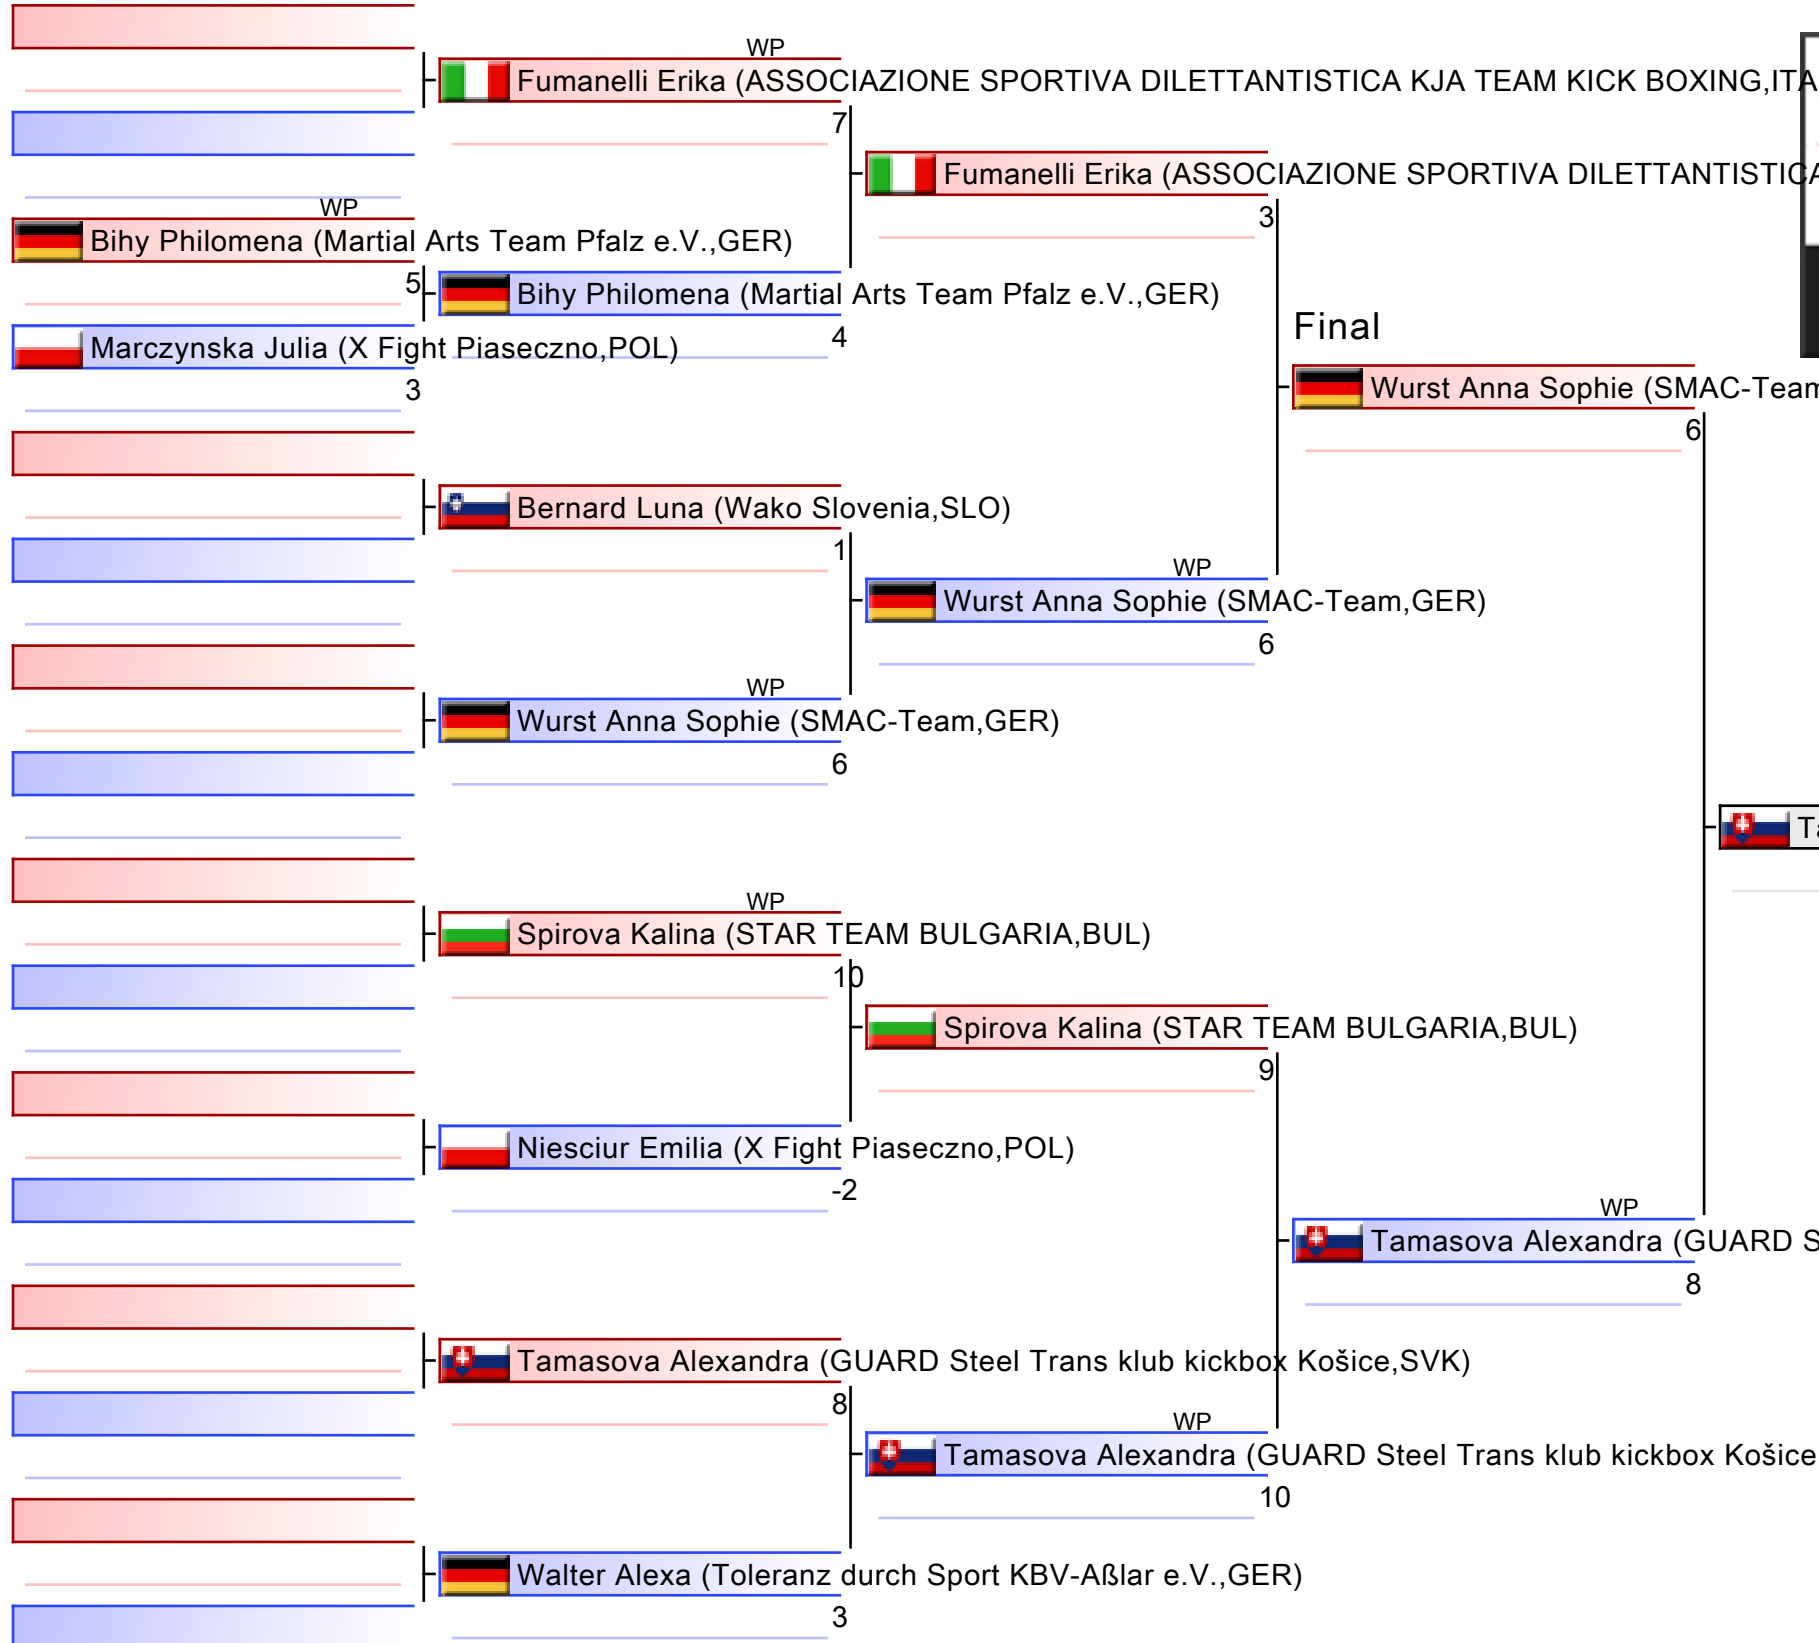 WP
Fumanelli Erika (ASSOCIAZIONE SPORTIVA DILETTANTISTICA KJA TEAM KICK BOXING,ITA
7
Fumanelli Erika (ASSOCIAZIONE SPORTIVA DILETTANTISTICA
3
WP
Bihy Philomena (Martial Arts Team Pfalz e.V.,GER)
5
Bihy Philomena (Martial Arts Team Pfalz e.V.,GER)
4
Marczynska Julia (X Fight Piaseczno,POL)
3
Final
Wurst Anna Sophie (SMAC-Team
6
Bernard Luna (Wako Slovenia,SLO)
1
WP
Wurst Anna Sophie (SMAC-Team,GER)
6
WP
Wurst Anna Sophie (SMAC-Team,GER)
6
Ta
WP
Spirova Kalina (STAR TEAM BULGARIA,BUL)
10
Spirova Kalina (STAR TEAM BULGARIA,BUL)
9
Niesciur Emilia (X Fight Piaseczno,POL)
-2
WP
Tamasova Alexandra (GUARD S
8
Tamasova Alexandra (GUARD Steel Trans klub kickbox Košice,SVK)
8
WP
Tamasova Alexandra (GUARD Steel Trans klub kickbox Košice
10
Walter Alexa (Toleranz durch Sport KBV-Aßlar e.V.,GER)
3